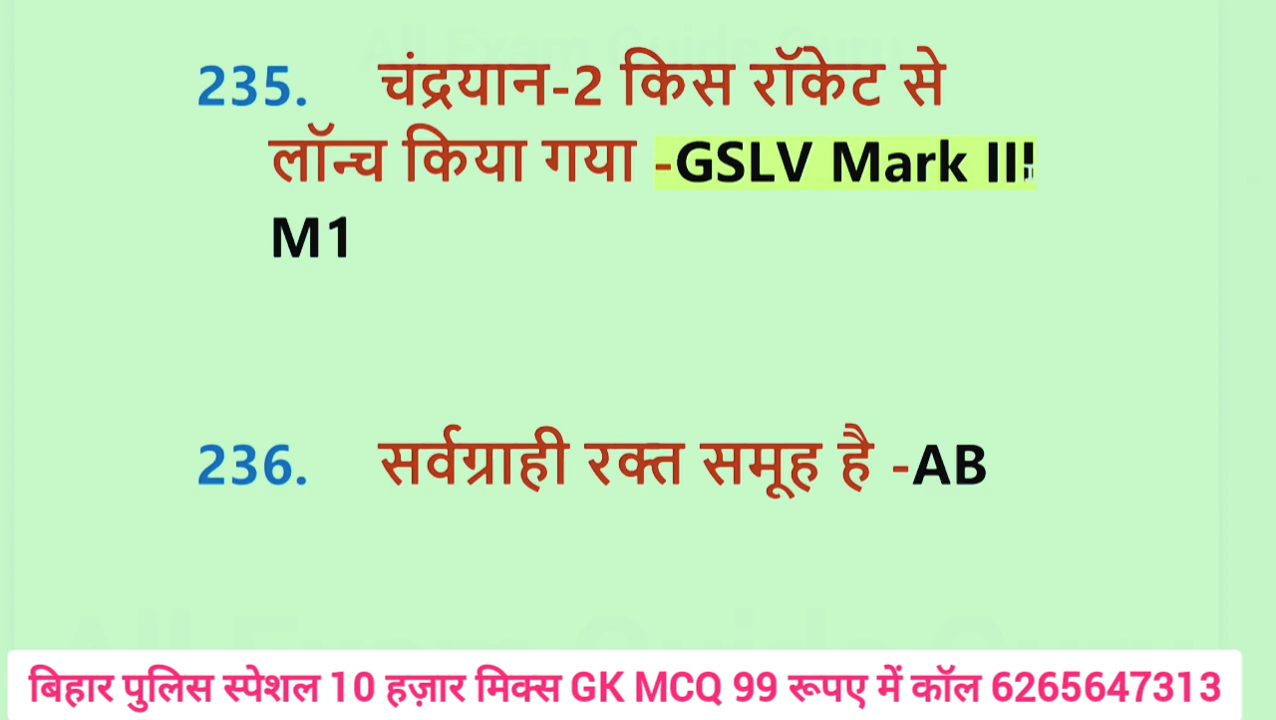 235. चंद्रयान-2 किस रॉकेट से
लॉन्च किया गया -GSLV Mark III
M1
236. सर्वग्राही रक्त समूह है -AB
बिहार पुलिस स्पेशल 10 हज़ार मिक्स GK MCQ 99 रूपए में कॉल 6265647313